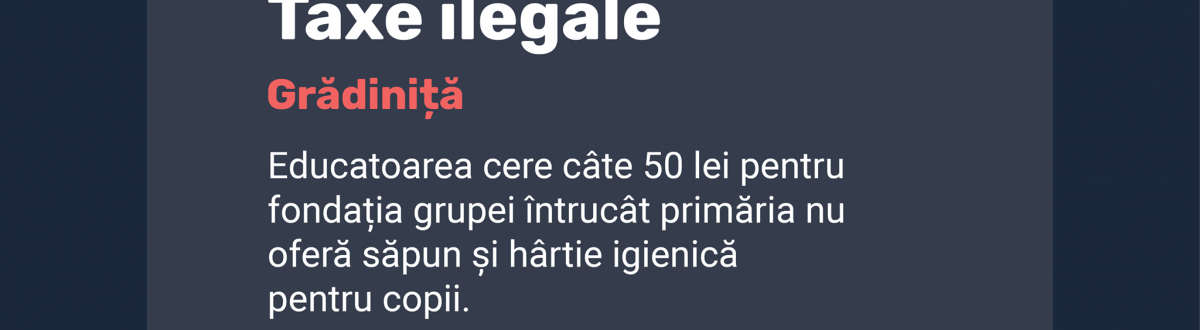 Taxe ilegale
Grădiniță
Educatoarea cere câte 50 lei pentru
fondația grupei întrucât primăria nu
oferă săpun și hârtie igienică
pentru copii.